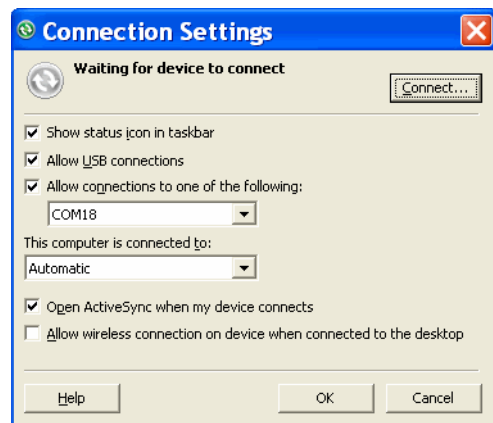 Connection Settings
Waiting for device to connect
Connect...
Show status icon in taskbar
Allow USB connections
Allow connections to one of the following:
COM18
This computer is connected to:
Automatic
Open ActiveSync when my device connects
Allow wireless connection on device when connected to the desktop
Help
OK
Cancel